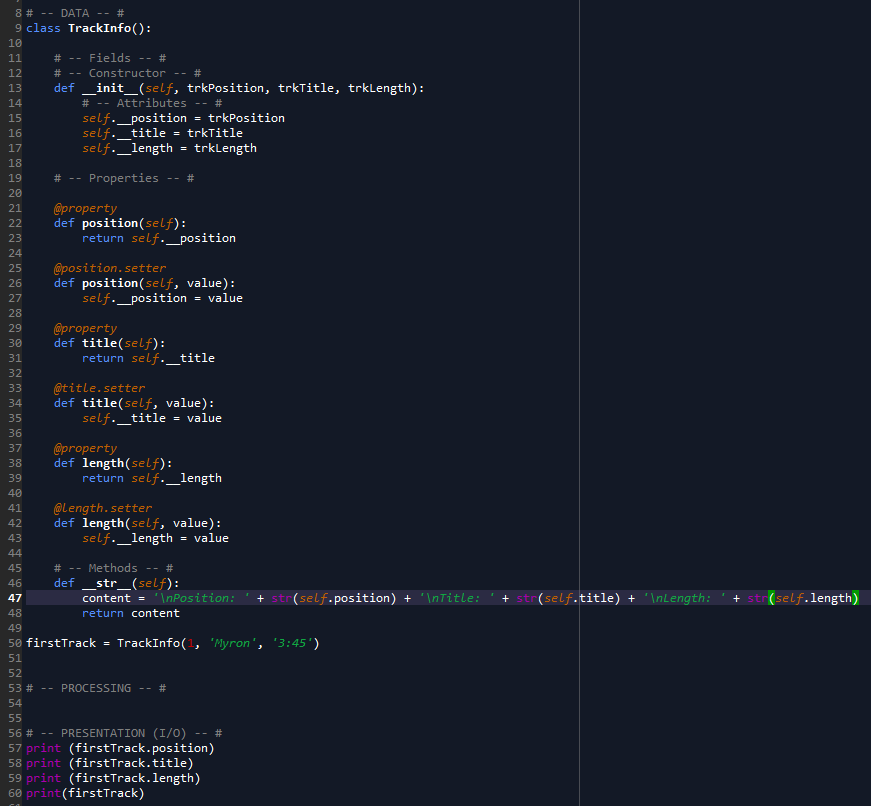 8 # -- DATA -- #
9 class TrackInfo():
10
11     # -- Fields -- #
12     # -- Constructor -- #
13     def __init__(self, trkPosition, trkTitle, trkLength):
14         # -- Attributes -- #
15         self.__position = trkPosition
16         self.__title = trkTitle
17         self.__length = trkLength
18
19     # -- Properties -- #
20
21     @property
22     def position(self):
23         return self.__position
24
25     @position.setter
26     def position(self, value):
27         self.__position = value
28
29     @property
30     def title(self):
31         return self.__title
32
33     @title.setter
34     def title(self, value):
35         self.__title = value
36
37     @property
38     def length(self):
39         return self.__length
40
41     @length.setter
42     def length(self, value):
43         self.__length = value
44
45     # -- Methods -- #
46     def __str__(self):
47         content = '\nPosition: ' + str(self.position) + '\nTitle: ' + str(self.title) + '\nLength: ' + str(self.length)
48         return content
49
50 firstTrack = TrackInfo(1, 'Myron', '3:45')
51
52
53 # -- PROCESSING -- #
54
55
56 # -- PRESENTATION (I/O) -- #
57 print (firstTrack.position)
58 print (firstTrack.title)
59 print (firstTrack.length)
60 print(firstTrack)